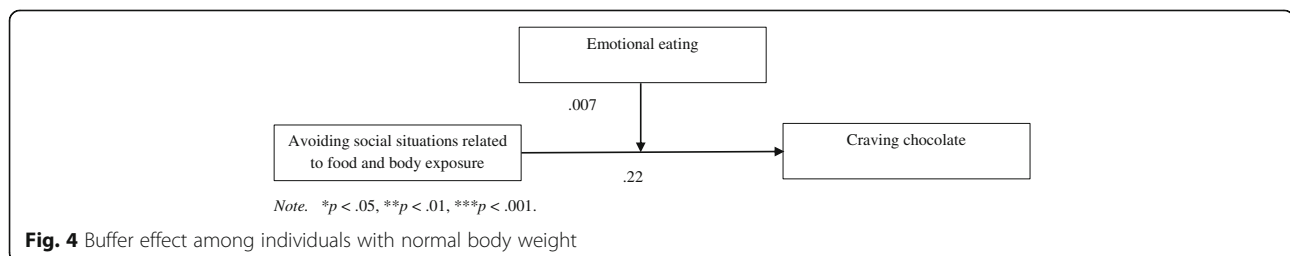 Emotional eating
.007
Avoiding social situations related
to food and body exposure
Craving chocolate
.22
Note. *p < .05, **p < .01, ***p < .001.
Fig. 4 Buffer effect among individuals with normal body weight